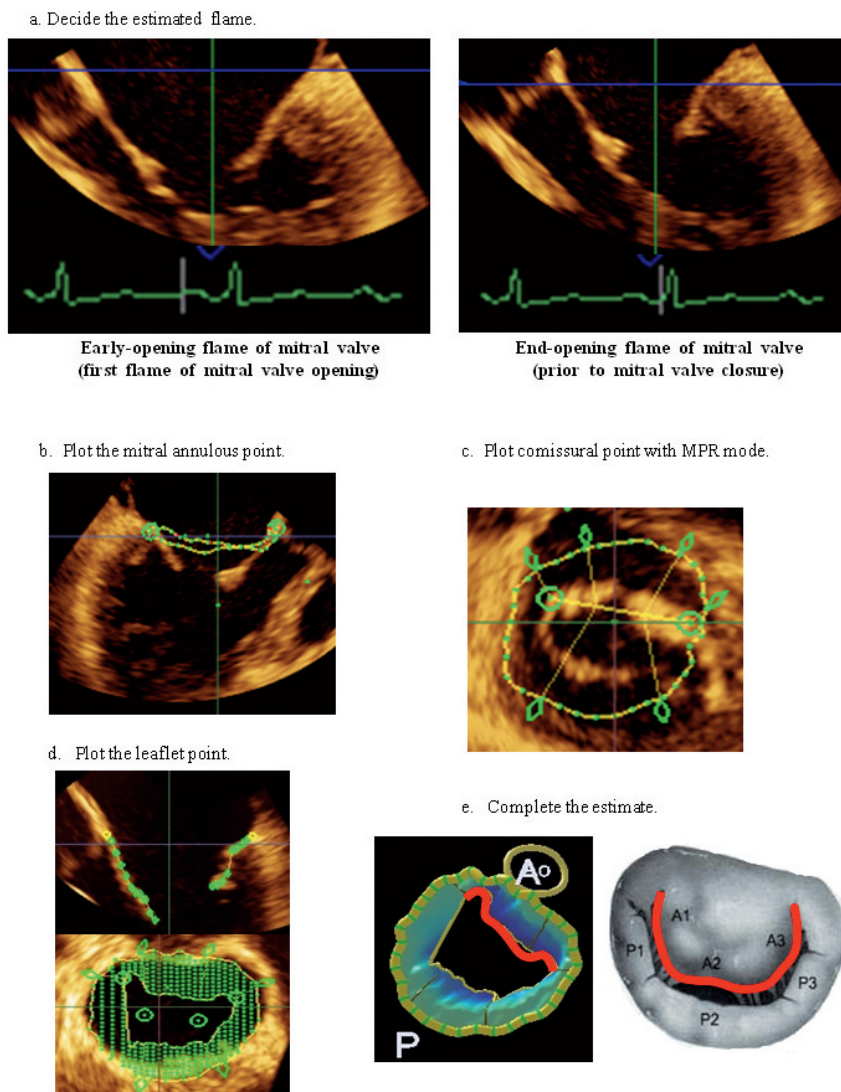 a. Decide the estimated flame.
Early-opening flame of mitral valve
(first flame of mitral valve opening)
End-opening flame of mitral valve
(prior to mitral valve closure)
b. Plot the mitral annulous point.
c. Plot comissural point with MPR mode.
d. Plot the leaflet point.
e. Complete the estimate.
Ao
P
A1
A2
A3
P1
P2
P3